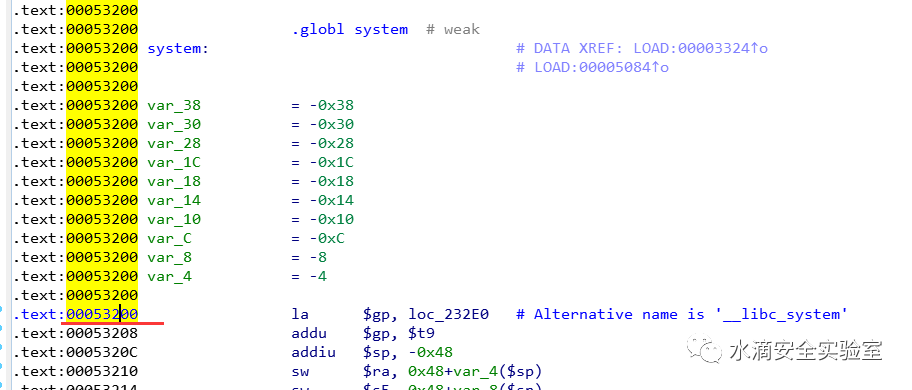 .text:00053200
.text:00053200 .globl system # weak
.text:00053200 system: # DATA XREF: LOAD:00003324↑o
.text:00053200 # LOAD:00005084↑o
.text:00053200
.text:00053200 var_38 = -0x38
.text:00053200 var_30 = -0x30
.text:00053200 var_28 = -0x28
.text:00053200 var_1C = -0x1C
.text:00053200 var_18 = -0x18
.text:00053200 var_14 = -0x14
.text:00053200 var_10 = -0x10
.text:00053200 var_C = -0xC
.text:00053200 var_8 = -8
.text:00053200 var_4 = -4
.text:00053200
.text:00053200 la $gp, loc_232E0 # Alternative name is '__libc_system'
.text:00053208 addu $gp, $t9
.text:0005320C addiu $sp, -0x48
水滴安全实验室
.text:00053210 sw $ra, 0x48+var_4($sp)
.text:00053214 sw $s5, 0x48+var_8($sp)